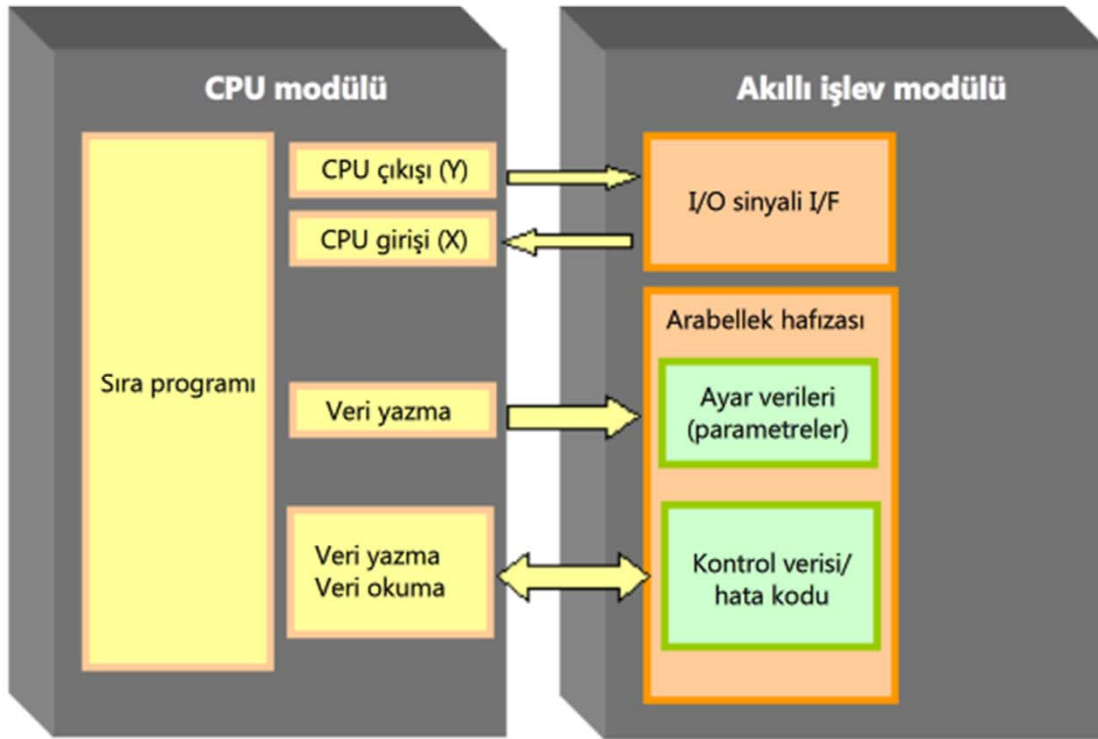 CPU modülü
Sıra programı
CPU çıkışı (Y)
CPU girişi (X)
Veri yazma
Veri yazma
Veri okuma
Akıllı işlev modülü
I/O sinyali I/F
Arabellek hafızası
Ayar verileri
(parametreler)
Kontrol verisi/
hata kodu